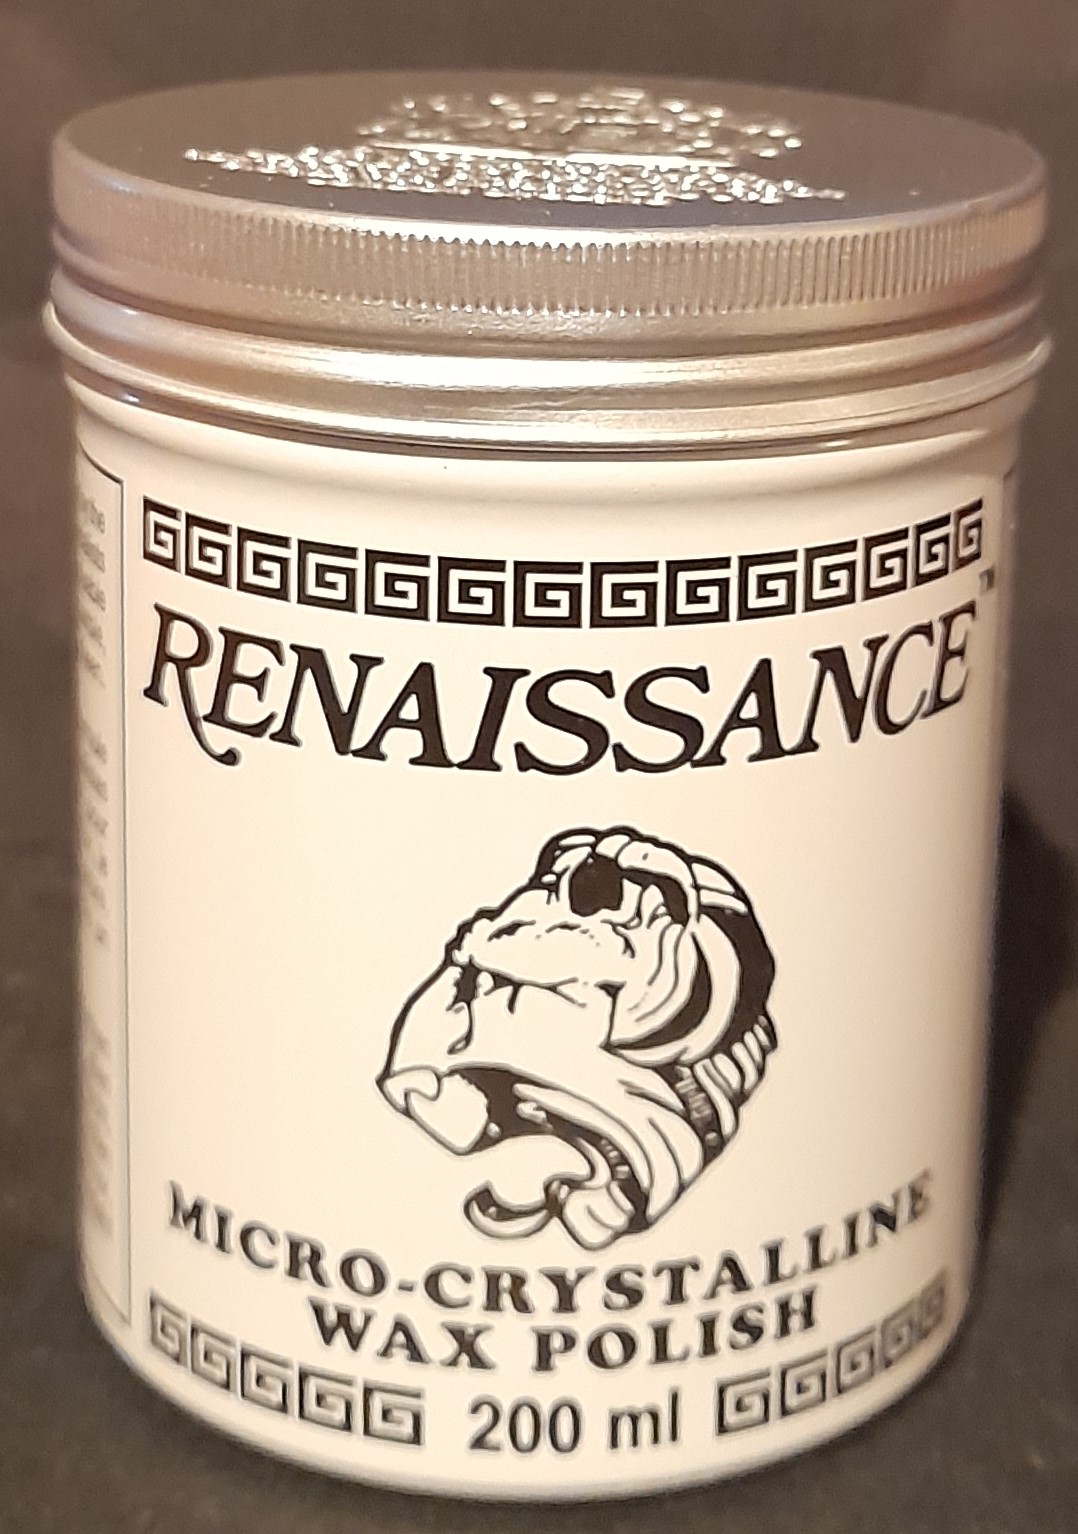 RENAISSANCE™
MICRO-CRYSTALLINE
WAX POLISH
200 ml